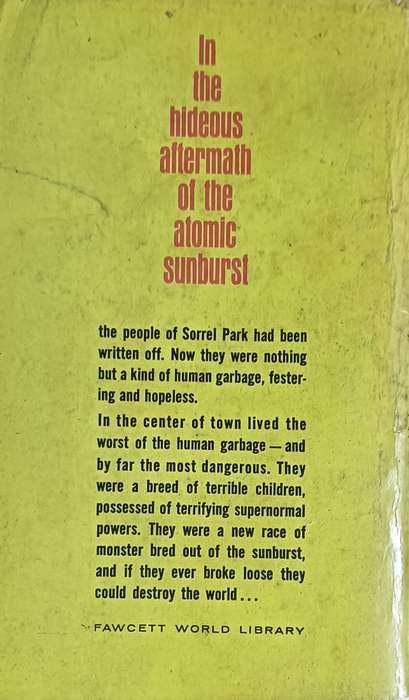 In
the
hideous
aftermath
of the
atomic
sunburst
the people of Sorrel Park had been
written off. Now they were nothing
but a kind of human garbage, fester-
ing and hopeless.
In the center of town lived the
worst of the human garbage — and
by far the most dangerous. They
were a breed of terrible children,
possessed of terrifying supernormal
powers. They were a new race of
monster bred out of the sunburst,
and if they ever broke loose they
could destroy the world...
FAWCETT WORLD LIBRARY